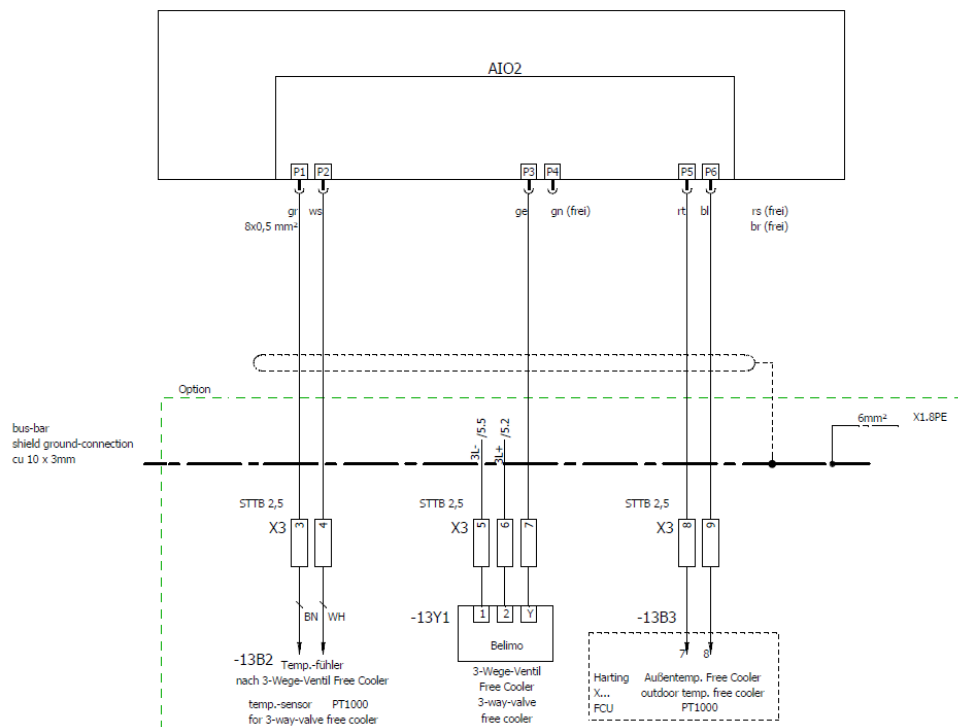 AIO2
P1 P2 P3 P4 P5 P6
gr ws ge gn (frei) rt bl rs (frei)
8x0,5 mm² br (frei)
Option
bus-bar
shield ground-connection
cu 10 x 3mm
3L- /5.5
3L+ /5.2
6mm² X1.8PE
STTB 2,5 STTB 2,5 STTB 2,5
X3 3 4 X3 5 6 7 X3 8 9
BN WH
-13Y1 1 2 Y
-13B3
Belimo
7 8
-13B2 Temp.-fühler
nach 3-Wege-Ventil Free Cooler
temp.-sensor PT1000
for 3-way-valve free cooler
3-Wege-Ventil
Free Cooler
3-way-valve
free cooler
Harting Außentemp. Free Cooler
X... outdoor temp. free cooler
FCU PT1000